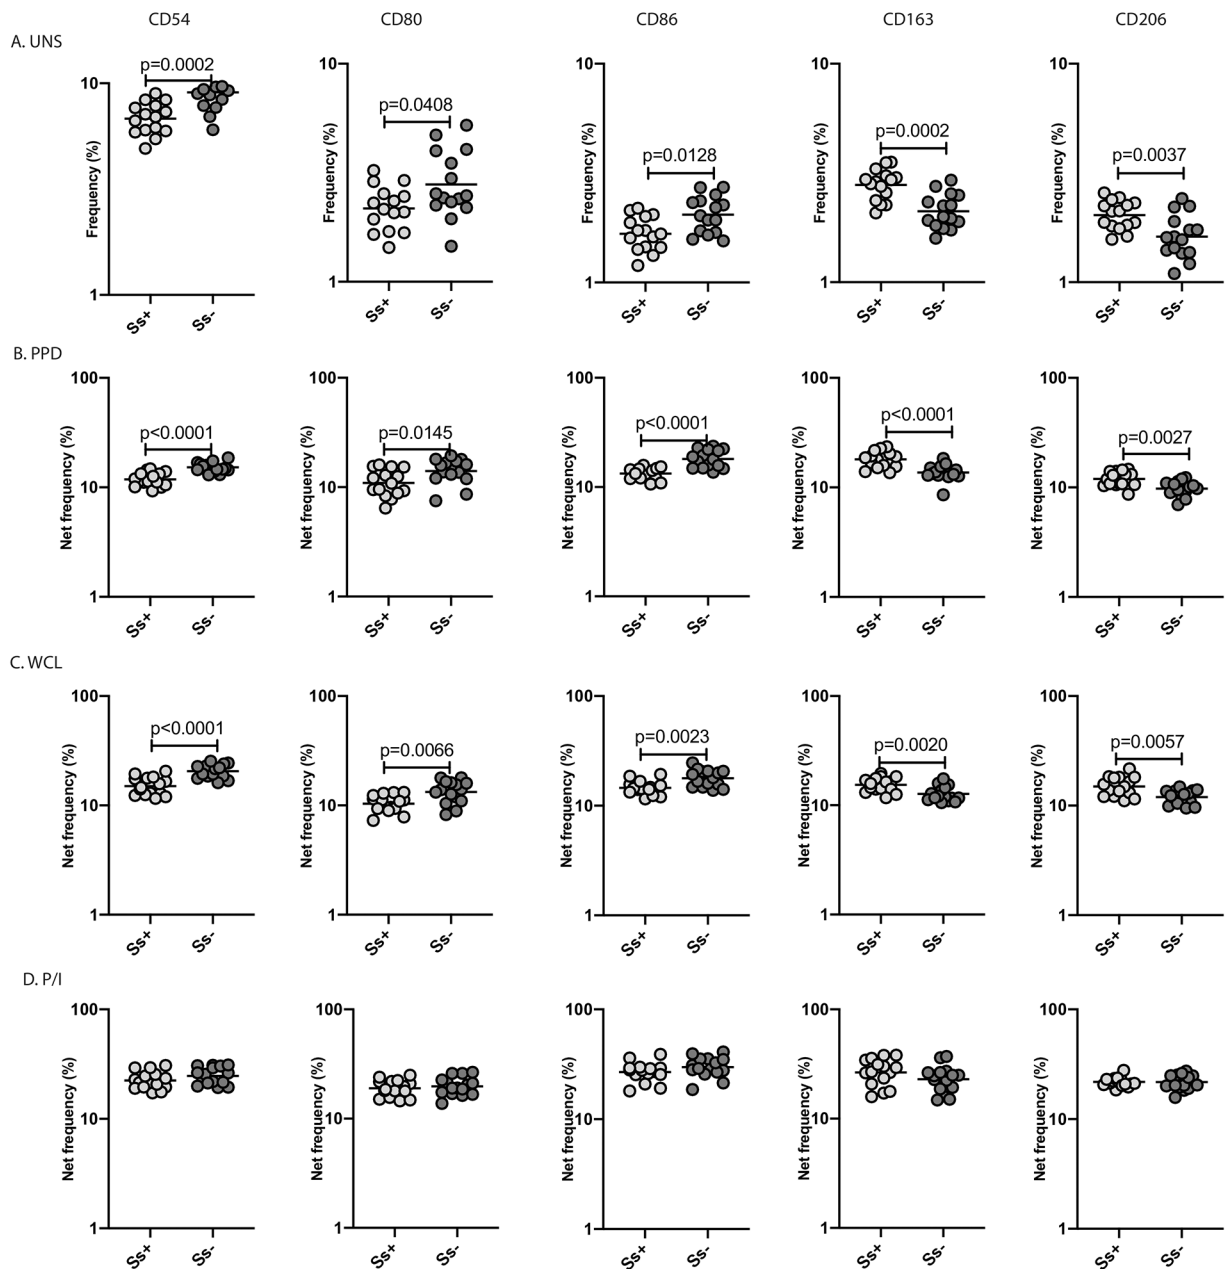 CD54 CD80 CD86 CD163 CD206
A. UNS
p=0.0002 p=0.0408 p=0.0128 p=0.0002 p=0.0037
10 10 10 10 10
Frequency (%) Frequency (%) Frequency (%) Frequency (%) Frequency (%)
1 1 1 1 1
Ss+ Ss- Ss+ Ss- Ss+ Ss- Ss+ Ss- Ss+ Ss-
B. PPD
100 100 100 100 100
p<0.0001 p=0.0145 p<0.0001 p<0.0001 p=0.0027
10 10 10 10 10
Net frequency (%) Net frequency (%) Net frequency (%) Net frequency (%) Net frequency (%)
1 1 1 1 1
Ss+ Ss- Ss+ Ss- Ss+ Ss- Ss+ Ss- Ss+ Ss-
C. WCL
100 100 100 100 100
p<0.0001 p=0.0066 p=0.0023 p=0.0020 p=0.0057
10 10 10 10 10
Net frequency (%) Net frequency (%) Net frequency (%) Net frequency (%) Net frequency (%)
1 1 1 1 1
Ss+ Ss- Ss+ Ss- Ss+ Ss- Ss+ Ss- Ss+ Ss-
D. P/I
100 100 100 100 100
10 10 10 10 10
Net frequency (%) Net frequency (%) Net frequency (%) Net frequency (%) Net frequency (%)
1 1 1 1 1
Ss+ Ss- Ss+ Ss- Ss+ Ss- Ss+ Ss- Ss+ Ss-